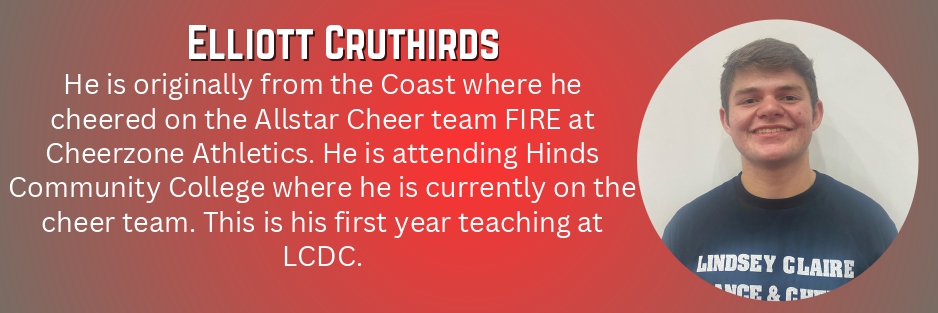 Elliott Cruthirds
He is originally from the Coast where he
cheered on the Allstar Cheer team FIRE at
Cheerzone Athletics. He is attending Hinds
Community College where he is currently on the
cheer team. This is his first year teaching at
LCDC.
LINDSEY CLAIRE